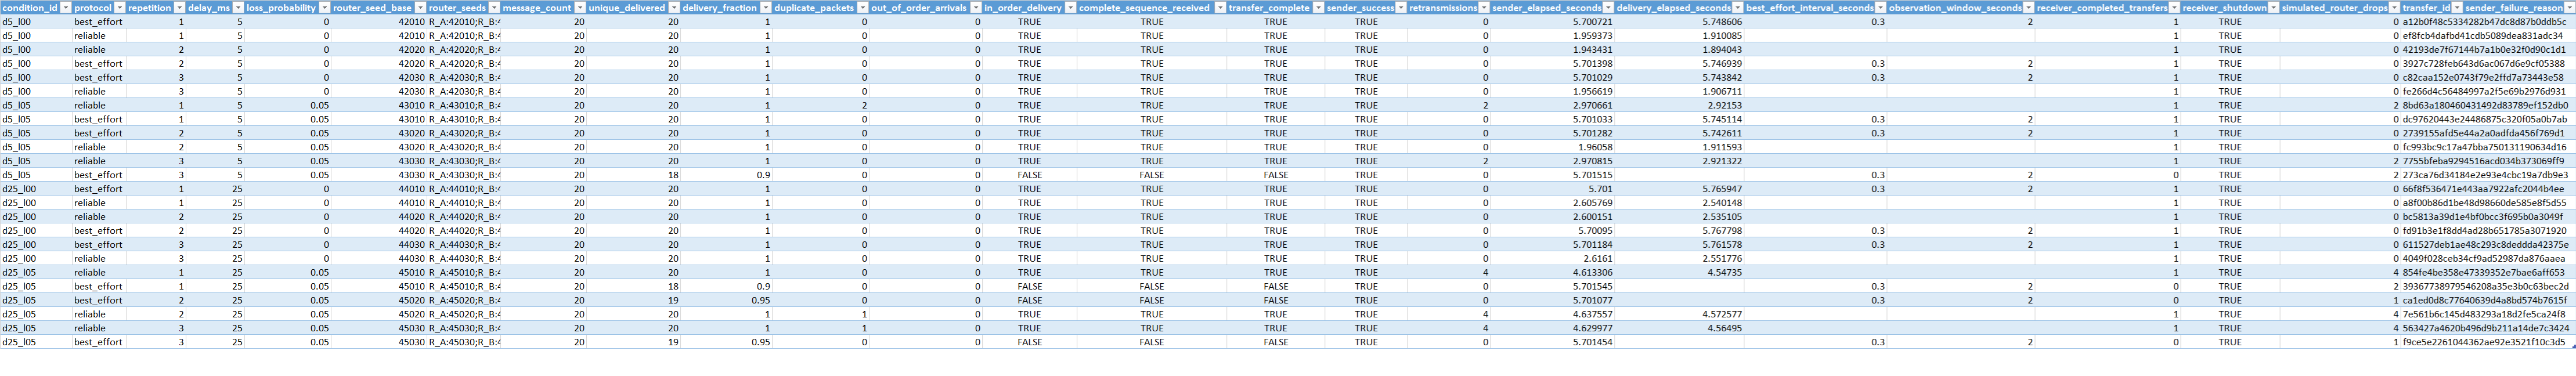 condition_id protocol repetition delay_ms loss_probability router_seed_base router_seeds message_count unique_delivered delivery_fraction duplicate_packets out_of_order_arrivals in_order_delivery complete_sequence_received transfer_complete sender_success retransmissions sender_elapsed_seconds delivery_elapsed_seconds best_effort_interval_seconds observation_window_seconds receiver_completed_transfers receiver_shutdown simulated_router_drops transfer_id sender_failure_reason
d5_l00 best_effort 1 5 0 42010 R_A:42010;R_B:4 20 20 1 0 0 TRUE TRUE TRUE TRUE 0 5.700721 5.748606 0.3 2 1 TRUE 0 a12b0f48c5334282b47dc8d87b0ddb5c
d5_l00 reliable 1 5 0 42010 R_A:42010;R_B:4 20 20 1 0 0 TRUE TRUE TRUE TRUE 0 1.959373 1.910085 1 TRUE 0 ef8fcb4dafbd41cdb5089dea831adc34
d5_l00 reliable 2 5 0 42020 R_A:42020;R_B:4 20 20 1 0 0 TRUE TRUE TRUE TRUE 0 1.943431 1.894043 1 TRUE 0 42193de7f67144b7a1b0e32f0d90c1d1
d5_l00 best_effort 2 5 0 42020 R_A:42020;R_B:4 20 20 1 0 0 TRUE TRUE TRUE TRUE 0 5.701398 5.746939 0.3 2 1 TRUE 0 3927c728feb643d6ac067d6e9cf05388
d5_l00 best_effort 3 5 0 42030 R_A:42030;R_B:4 20 20 1 0 0 TRUE TRUE TRUE TRUE 0 5.701029 5.743842 0.3 2 1 TRUE 0 c82caa152e0743f79e2ffd7a73443e58
d5_l00 reliable 3 5 0 42030 R_A:42030;R_B:4 20 20 1 0 0 TRUE TRUE TRUE TRUE 0 1.956619 1.906711 1 TRUE 0 fe266d4c56484997a2f5e69b2976d931
d5_l05 reliable 1 5 0.05 43010 R_A:43010;R_B:4 20 20 1 2 0 TRUE TRUE TRUE TRUE 2 2.970661 2.92153 1 TRUE 2 8bd63a180460431492d83789ef152db0
d5_l05 best_effort 1 5 0.05 43010 R_A:43010;R_B:4 20 20 1 0 0 TRUE TRUE TRUE TRUE 0 5.701033 5.745114 0.3 2 1 TRUE 0 dc97620443e24486875c320f05a0b7ab
d5_l05 best_effort 2 5 0.05 43020 R_A:43020;R_B:4 20 20 1 0 0 TRUE TRUE TRUE TRUE 0 5.701282 5.742611 0.3 2 1 TRUE 0 2739155afd5e44a2a0adfda456f769d1
d5_l05 reliable 2 5 0.05 43020 R_A:43020;R_B:4 20 20 1 0 0 TRUE TRUE TRUE TRUE 0 1.96058 1.911593 1 TRUE 0 fc993bc9c17a47bba750131190634d16
d5_l05 reliable 3 5 0.05 43030 R_A:43030;R_B:4 20 20 1 0 0 TRUE TRUE TRUE TRUE 2 2.970815 2.921322 1 TRUE 2 7755bfeba9294516acd034b373069ff9
d5_l05 best_effort 3 5 0.05 43030 R_A:43030;R_B:4 20 18 0.9 0 0 FALSE FALSE FALSE TRUE 0 5.701515 0.3 2 0 TRUE 2 273ca76d34184e2e93e4cbc19a7db9e3
d25_l00 best_effort 1 25 0 44010 R_A:44010;R_B:4 20 20 1 0 0 TRUE TRUE TRUE TRUE 0 5.701 5.765947 0.3 2 1 TRUE 0 66f8f536471e443aa7922afc2044b4ee
d25_l00 reliable 1 25 0 44010 R_A:44010;R_B:4 20 20 1 0 0 TRUE TRUE TRUE TRUE 0 2.605769 2.540148 1 TRUE 0 a8f00b86d1be48d98660de585e8f5d55
d25_l00 reliable 2 25 0 44020 R_A:44020;R_B:4 20 20 1 0 0 TRUE TRUE TRUE TRUE 0 2.600151 2.535105 1 TRUE 0 bc5813a39d1e4bf0bcc3f695b0a3049f
d25_l00 best_effort 2 25 0 44020 R_A:44020;R_B:4 20 20 1 0 0 TRUE TRUE TRUE TRUE 0 5.70095 5.767798 0.3 2 1 TRUE 0 fd91b3e1f8dd4ad28b651785a3071920
d25_l00 best_effort 3 25 0 44030 R_A:44030;R_B:4 20 20 1 0 0 TRUE TRUE TRUE TRUE 0 5.701184 5.761578 0.3 2 1 TRUE 0 611527deb1ae48c293c8deddda42375e
d25_l00 reliable 3 25 0 44030 R_A:44030;R_B:4 20 20 1 0 0 TRUE TRUE TRUE TRUE 0 2.6161 2.551776 1 TRUE 0 4049f028ceb34cf9ad52987da876aaea
d25_l05 reliable 1 25 0.05 45010 R_A:45010;R_B:4 20 20 1 0 0 TRUE TRUE TRUE TRUE 4 4.613306 4.54735 1 TRUE 4 854fe4be358e47339352e7bae6aff653
d25_l05 best_effort 1 25 0.05 45010 R_A:45010;R_B:4 20 18 0.9 0 0 FALSE FALSE FALSE TRUE 0 5.701545 0.3 2 0 TRUE 2 39367738979546208a35e3b0c63bec2d
d25_l05 best_effort 2 25 0.05 45020 R_A:45020;R_B:4 20 19 0.95 0 0 FALSE FALSE FALSE TRUE 0 5.701077 0.3 2 0 TRUE 1 ca1ed0d8c77640639d4a8bd574b7615f
d25_l05 reliable 2 25 0.05 45020 R_A:45020;R_B:4 20 20 1 1 0 TRUE TRUE TRUE TRUE 4 4.637557 4.572577 1 TRUE 4 7e561b6c145d483293a18d2fe5ca24f8
d25_l05 reliable 3 25 0.05 45030 R_A:45030;R_B:4 20 20 1 1 0 TRUE TRUE TRUE TRUE 4 4.629977 4.56495 1 TRUE 4 563427a4620b496d9b211a14de7c3424
d25_l05 best_effort 3 25 0.05 45030 R_A:45030;R_B:4 20 19 0.95 0 0 FALSE FALSE FALSE TRUE 0 5.701454 0.3 2 0 TRUE 1 f9ce5e2261044362ae92e3521f10c3d5